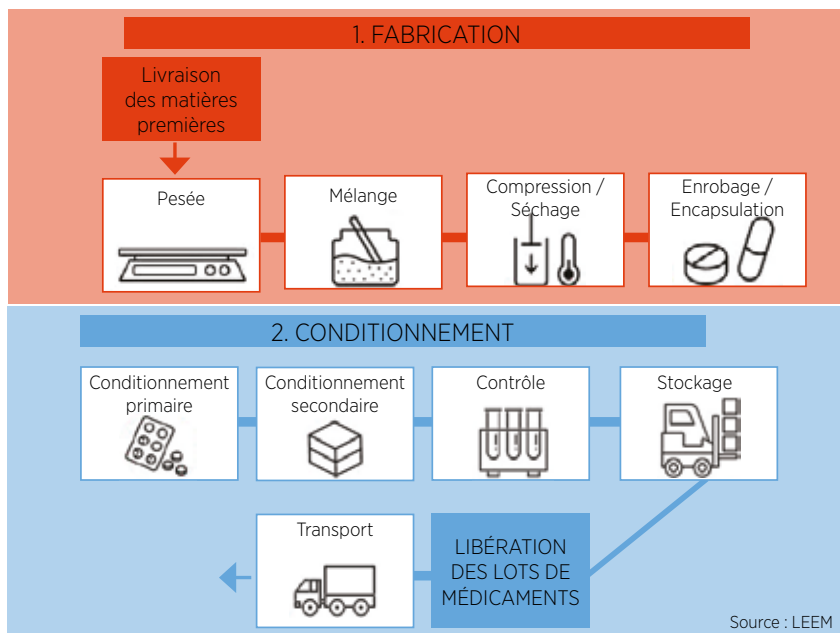 1. FABRICATION
Livraison
des matières
premières
Pesée
Mélange
Compression /
Séchage
Enrobage /
Encapsulation
2. CONDITIONNEMENT
Conditionnement
primaire
Conditionnement
secondaire
Contrôle
Stockage
LIBÉRATION
DES LOTS DE
MÉDICAMENTS
Transport
Source : LEEM